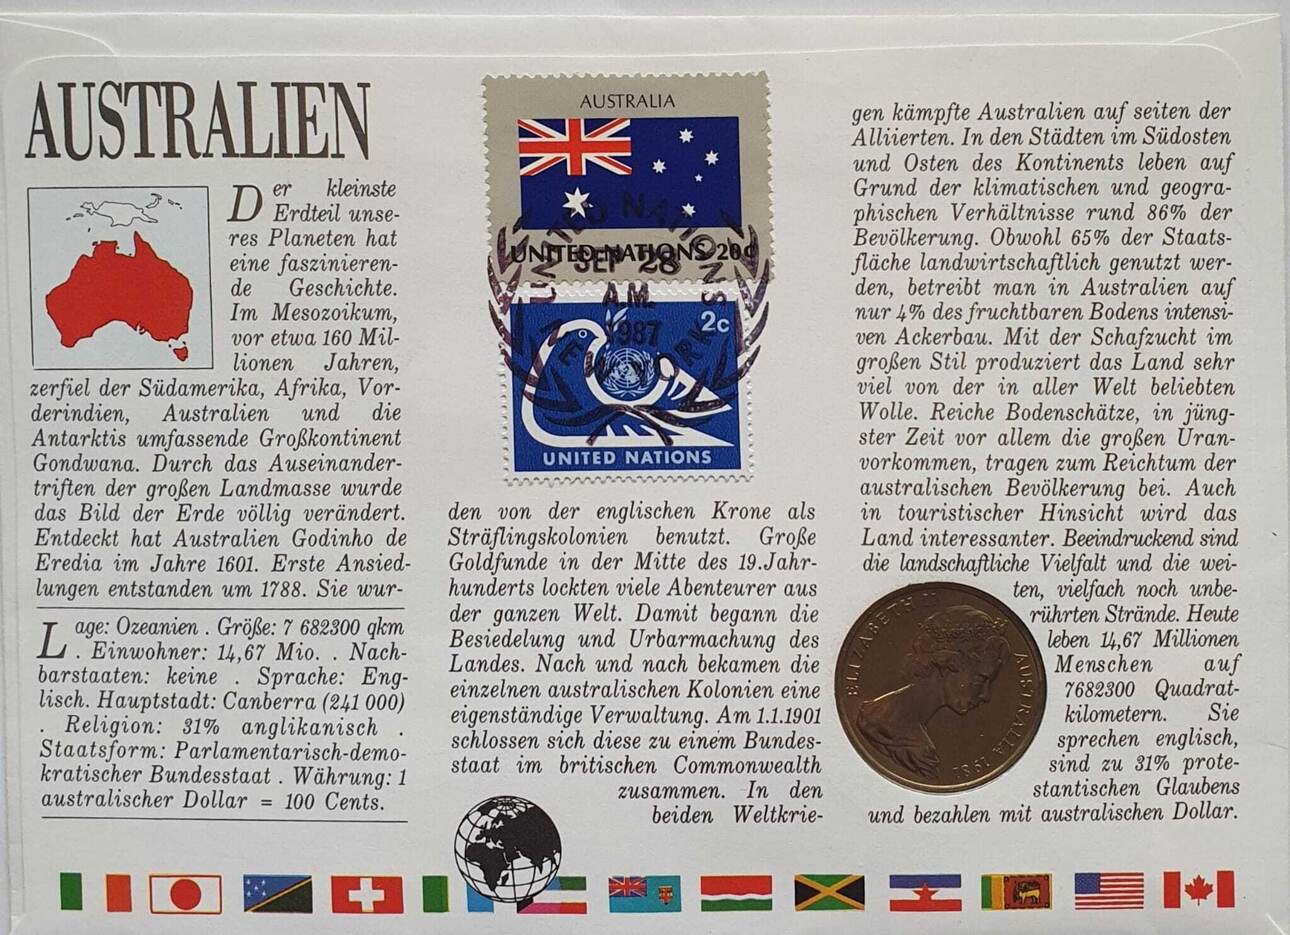 AUSTRALIEN
Der kleinste
Erdteil unse-
res Planeten hat
eine faszinieren-
de Geschichte.
Im Mesozoikum,
vor etwa 160 Mil-
lionen Jahren,
zerfiel der Südamerika, Afrika, Vor-
derindien, Australien und die
Antarktis umfassende Großkontinent
Gondwana. Durch das Auseinander-
triften der großen Landmasse wurde
das Bild der Erde völlig verändert.
Entdeckt hat Australien Godinho de
Eredia im Jahre 1601. Erste Ansied-
lungen entstanden um 1788. Sie wur-
Lage: Ozeanien . Größe: 7 682300 qkm
. Einwohner: 14,67 Mio. . Nach-
barstaaten: keine . Sprache: Eng-
lisch. Hauptstadt: Canberra (241 000)
. Religion: 31% anglikanisch .
Staatsform: Parlamentarisch-demo-
kratischer Bundesstaat . Währung: 1
australischer Dollar = 100 Cents.
AUSTRALIA
UNITED NATIONS 20c
UNITED NATIONS
SEP 28
A.M.
1987
NEW YORK
2c
UNITED NATIONS
den von der englischen Krone als
Sträflingskolonien benutzt. Große
Goldfunde in der Mitte des 19.Jahr-
hunderts lockten viele Abenteurer aus
der ganzen Welt. Damit begann die
Besiedelung und Urbarmachung des
Landes. Nach und nach bekamen die
einzelnen australischen Kolonien eine
eigenständige Verwaltung. Am 1.1.1901
schlossen sich diese zu einem Bundes-
staat im britischen Commonwealth
zusammen. In den
beiden Weltkrie-
gen kämpfte Australien auf seiten der
Alliierten. In den Städten im Südosten
und Osten des Kontinents leben auf
Grund der klimatischen und geogra-
phischen Verhältnisse rund 86% der
Bevölkerung. Obwohl 65% der Staats-
fläche landwirtschaftlich genutzt wer-
den, betreibt man in Australien auf
nur 4% des fruchtbaren Bodens intensi-
ven Ackerbau. Mit der Schafzucht im
großen Stil produziert das Land sehr
viel von der in aller Welt beliebten
Wolle. Reiche Bodenschätze, in jüng-
ster Zeit vor allem die großen Uran-
vorkommen, tragen zum Reichtum der
australischen Bevölkerung bei. Auch
in touristischer Hinsicht wird das
Land interessanter. Beeindruckend sind
die landschaftliche Vielfalt und die wei-
ten, vielfach noch unbe-
rührten Strände. Heute
leben 14,67 Millionen
Menschen auf
7682300 Quadrat-
kilometern. Sie
sprechen englisch,
sind zu 31% prote-
stantischen Glaubens
und bezahlen mit australischen Dollar.
ELIZABETH II
AUSTRALIA 1981